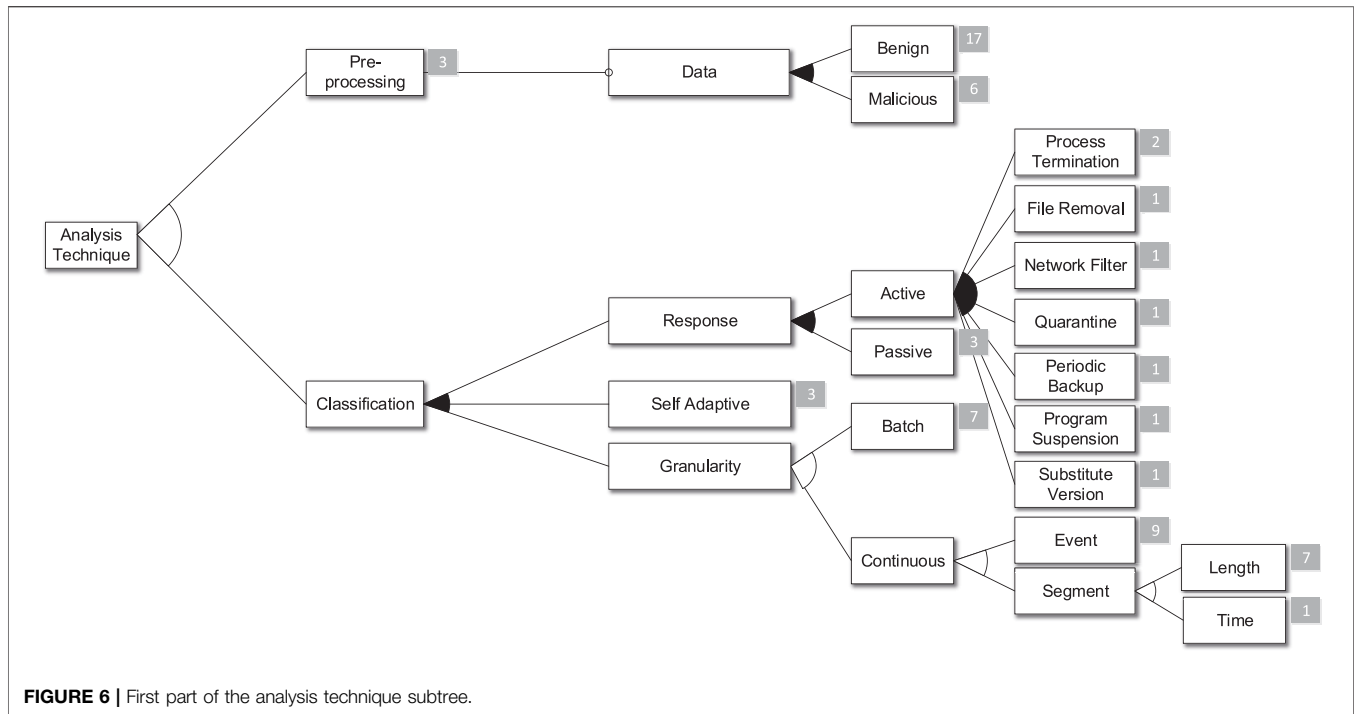 Pre-
processing
3
Data
Benign
17
Malicious
6
Analysis
Technique
Process
Termination
2
File Removal
1
Network Filter
1
Active
Quarantine
1
Response
Passive
3
Periodic
Backup
1
Classification
Self Adaptive
3
Batch
7
Program
Suspension
1
Granularity
Substitute
Version
1
Continuous
Event
9
Segment
Length
7
Time
1
FIGURE 6 | First part of the analysis technique subtree.